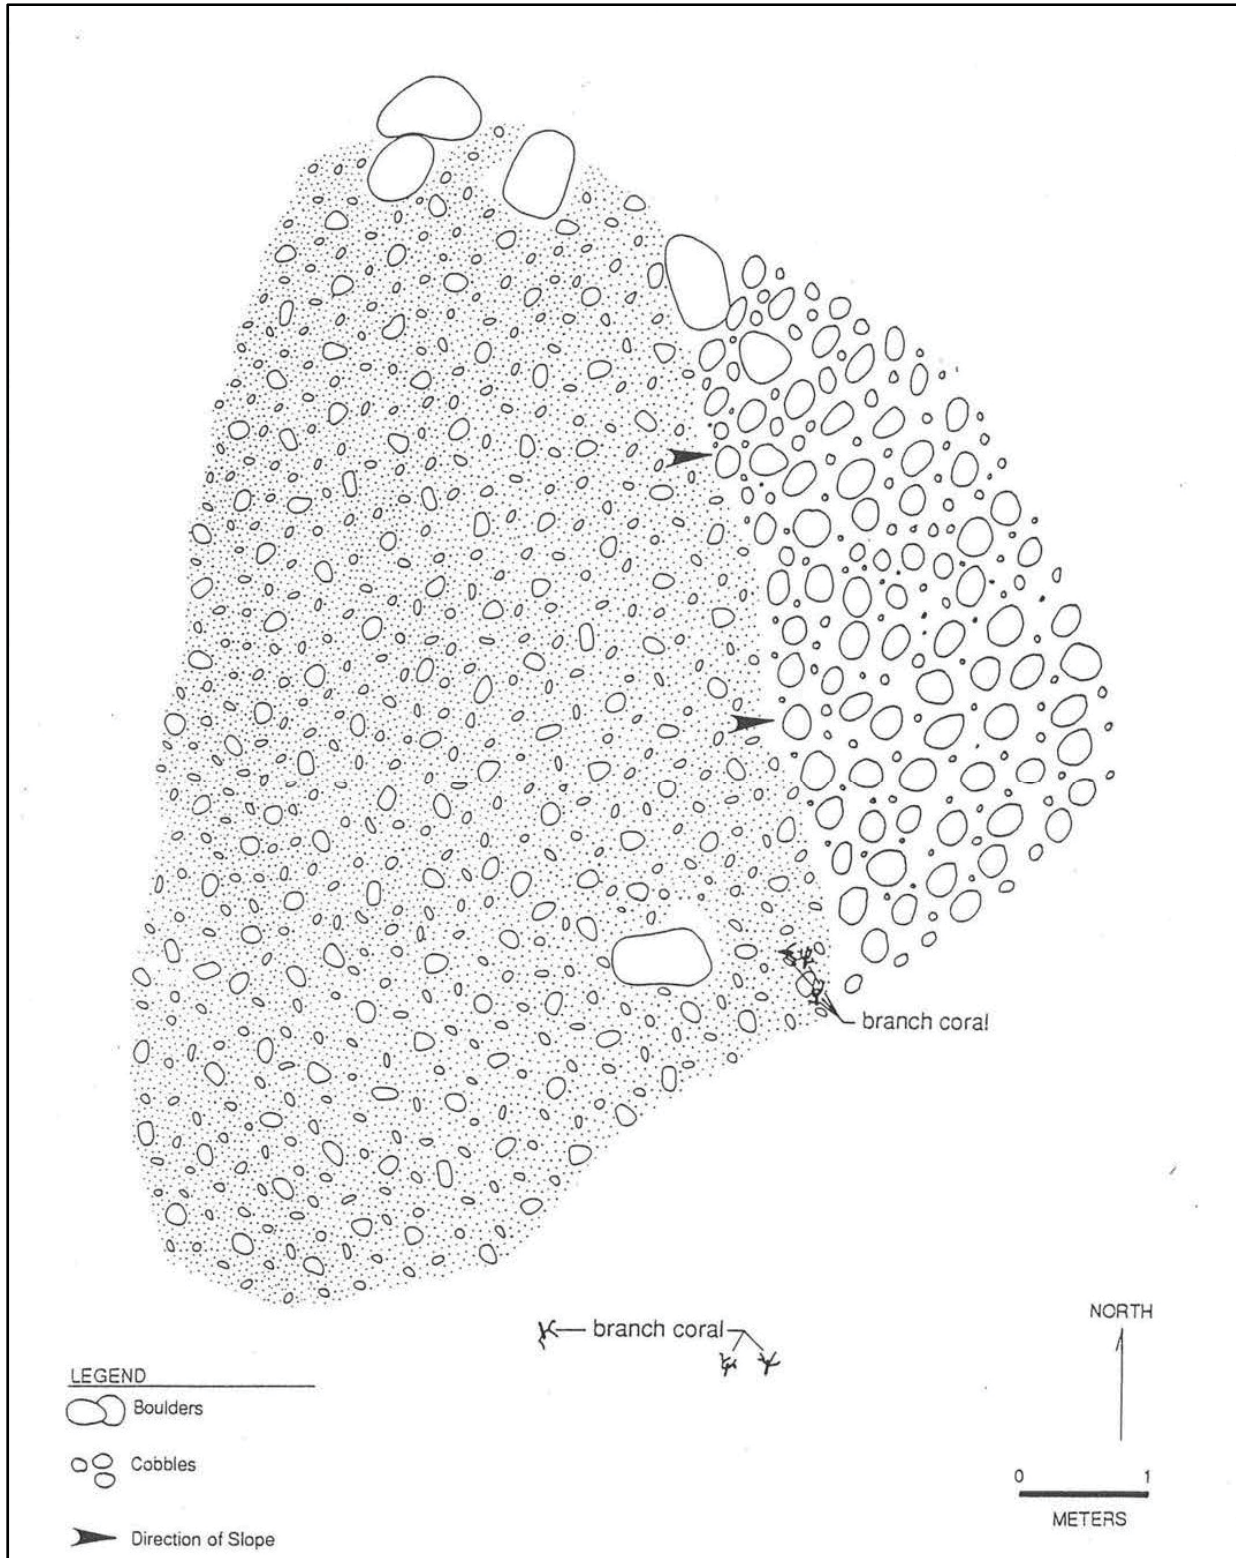 branch coral
branch coral
NORTH
LEGEND
Boulders
Cobbles
0 1
METERS
Direction of Slope